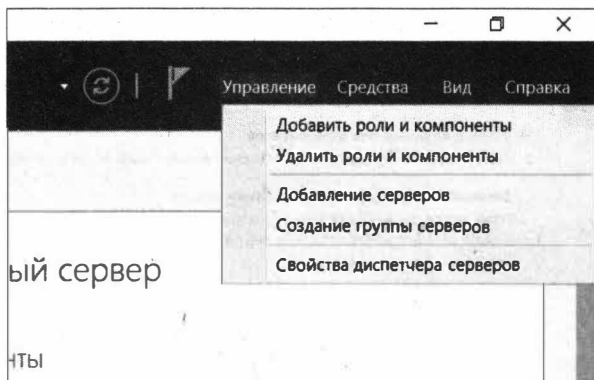 Управление Средства Вид Справка
Добавить роли и компоненты
Удалить роли и компоненты
Добавление серверов
Создание группы серверов
Свойства диспетчера серверов
ый сервер
нты